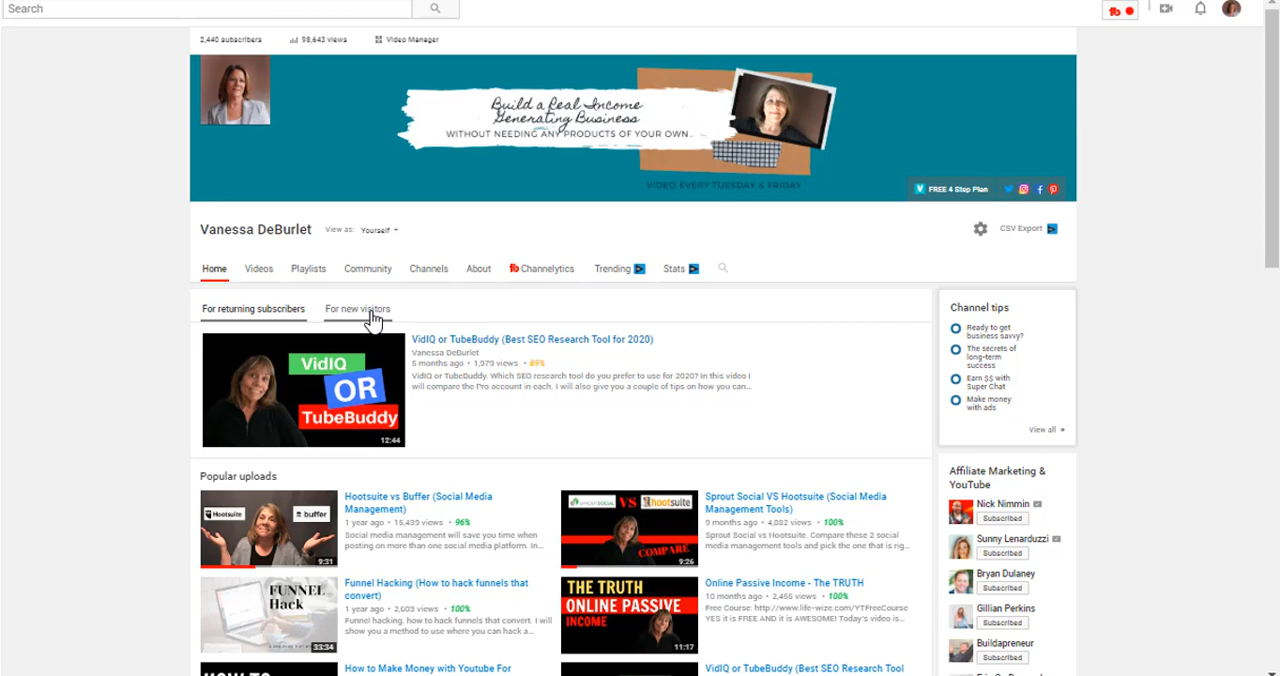 Search
2,440 subscribers
98,643 views
Video Manager
Build a Real Income
Generating Business
WITHOUT NEEDING ANY PRODUCTS OF YOUR OWN...
VIDEO EVERY TUESDAY & FRIDAY
FREE 4 Step Plan
Vanessa DeBurlet
View as: Yourself
CSV Export
Home
Videos
Playlists
Community
Channels
About
Channelytics
Trending
Stats
For returning subscribers
For new visitors
VidIQ
OR
TubeBuddy
12:44
VidIQ or TubeBuddy (Best SEO Research Tool for 2020)
Vanessa DeBurlet
5 months ago • 1,979 views • 89%
VidIQ or TubeBuddy. Which SEO research tool do you prefer to use for 2020? In this video I
will compare the Pro account in each. I will also give you a couple of tips on how you can...
Channel tips
Ready to get
business savvy?
The secrets of
long-term
success
Earn $$ with
Super Chat
Make money
with ads
View all »
Popular uploads
Hootsuite
buffer
9:31
Hootsuite vs Buffer (Social Media
Management)
1 year ago • 15,439 views • 96%
Social media management will save you time when
posting on more than one social media platform. In...
VS
hootsuite
COMPARE
9:26
Sprout Social VS Hootsuite (Social Media
Management Tools)
9 months ago • 4,082 views • 100%
Sprout Social vs Hootsuite. Compare these 2 social
media management tools and pick the one that is rig...
FUNNEL
Hack
33:34
Funnel Hacking (How to hack funnels that
convert)
1 year ago • 2,603 views • 100%
Funnel hacking. how to hack funnels that convert. I will
show you a method to use where you can hack a...
THE TRUTH
ONLINE PASSIVE
INCOME
11:17
Online Passive Income - The TRUTH
10 months ago • 2,455 views • 100%
Free Course: http://www.life-wize.com/YTFreeCourse
YES it is FREE AND it is AWESOME! Today's video is...
How to Make Money with Youtube For
VidIQ or TubeBuddy (Best SEO Research Tool
Affiliate Marketing &
YouTube
Nick Nimmin
Subscribed
Sunny Lenarduzzi
Subscribed
Bryan Dulaney
Subscribed
Gillian Perkins
Subscribed
Buildapreneur
Subscribed